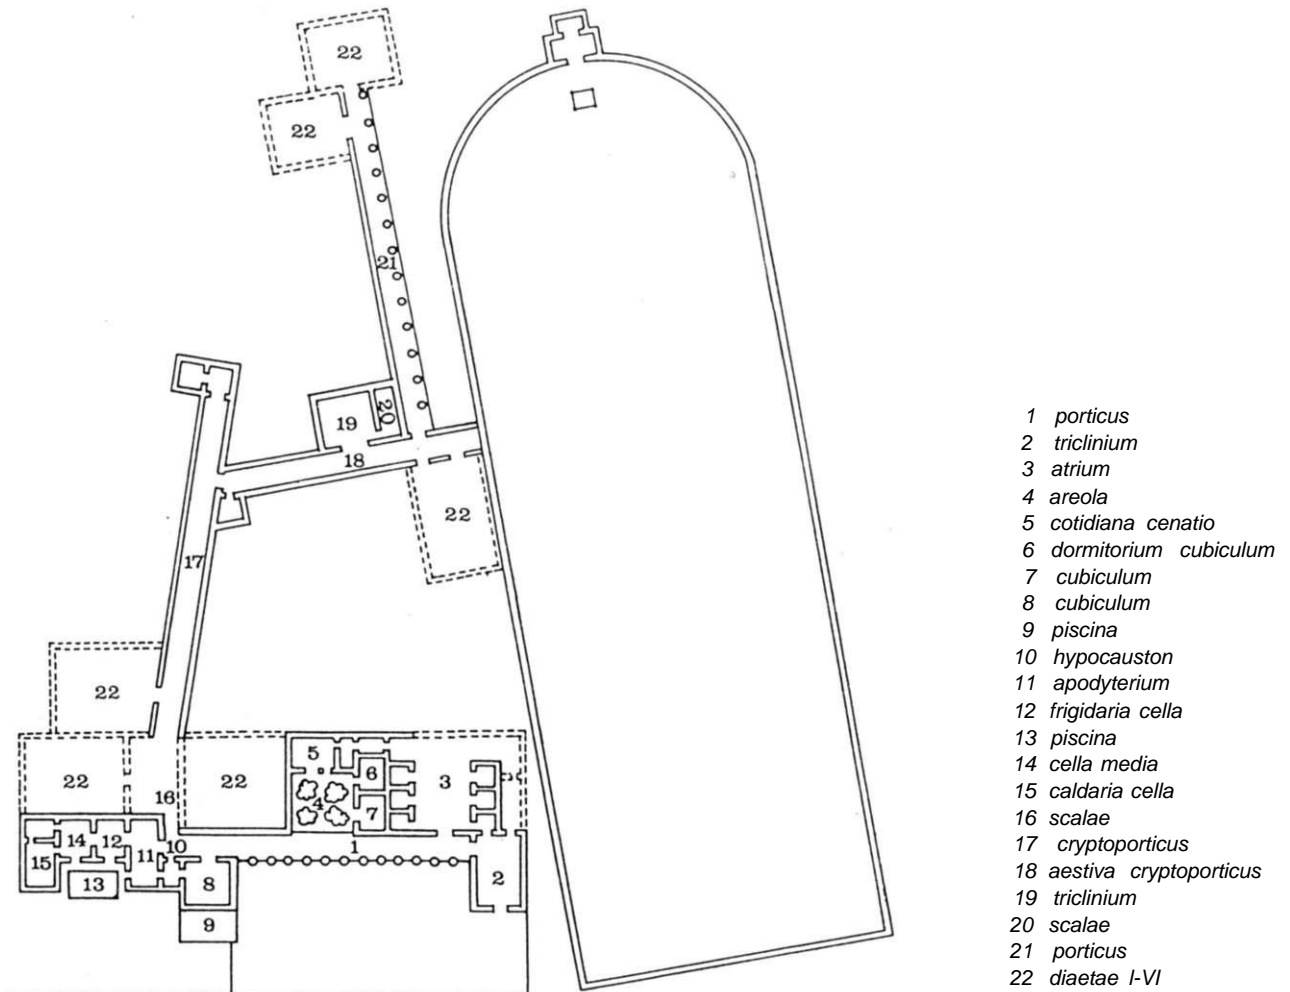 22
22
21
20
19
18
22
17
22
22
16
22
5
6
3
4
7
1
14
12
11
10
15
13
8
2
9
1 porticus
2 triclinium
3 atrium
4 areola
5 cotidiana cenatio
6 dormitorium cubiculum
7 cubiculum
8 cubiculum
9 piscina
10 hypocauston
11 apodyterium
12 frigidaria cella
13 piscina
14 cella media
15 caldaria cella
16 scalae
17 cryptoporticus
18 aestiva cryptoporticus
19 triclinium
20 scalae
21 porticus
22 diaetae I-VI